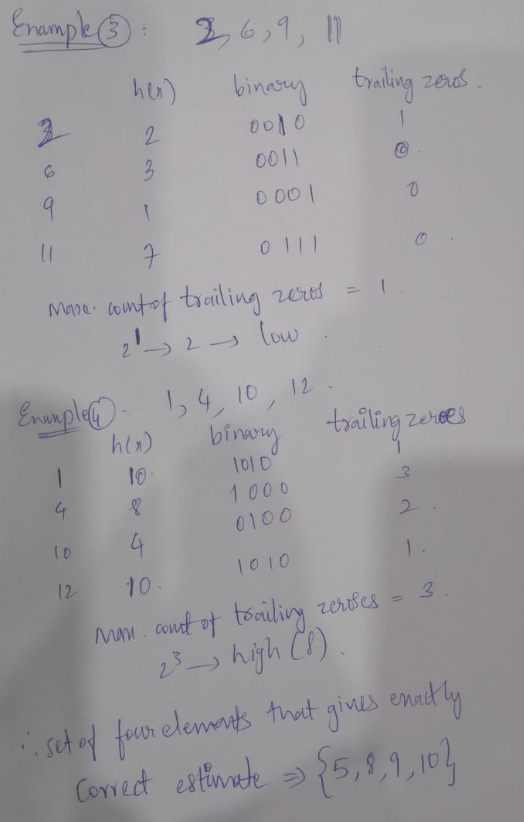 Example ③ : 2, 6, 9, 11
h(x) binary trailing zeros.
2 2 0010 1
6 3 0011 0.
9 1 0001 0
11 7 0111 0.
Max. count of trailing zeros = 1.
2¹ → 2 → low.
Example ④. 1, 4, 10, 12.
h(x) binary trailing zeroes
1 10. 1010 1
4 8 1000 3
10 4 0100 2.
12 10. 1010 1.
Max. count of trailing zeroes = 3.
2³ → high (8).
∴ set of four elements that gives exactly
Correct estimate ⇒ {5, 8, 9, 10}